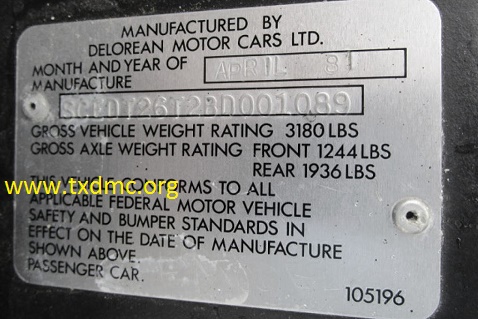 MANUFACTURED BY
DELOREAN MOTOR CARS LTD.
MONTH AND YEAR OF
MANUFACTURE
APRIL 81
SCEDT26T2BD001089
GROSS VEHICLE WEIGHT RATING 3180 LBS
GROSS AXLE WEIGHT RATING FRONT 1244 LBS
REAR 1936 LBS
www.txdmc.org
THIS VEHICLE CONFORMS TO ALL
APPLICABLE FEDERAL MOTOR VEHICLE
SAFETY AND BUMPER STANDARDS IN
EFFECT ON THE DATE OF MANUFACTURE
SHOWN ABOVE.
PASSENGER CAR.
105196